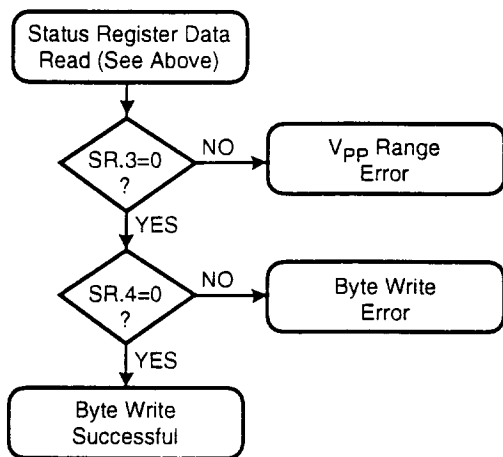 Status Register Data
Read (See Above)
SR.3=0
?
NO
VPP Range
Error
YES
SR.4=0
?
NO
Byte Write
Error
YES
Byte Write
Successful